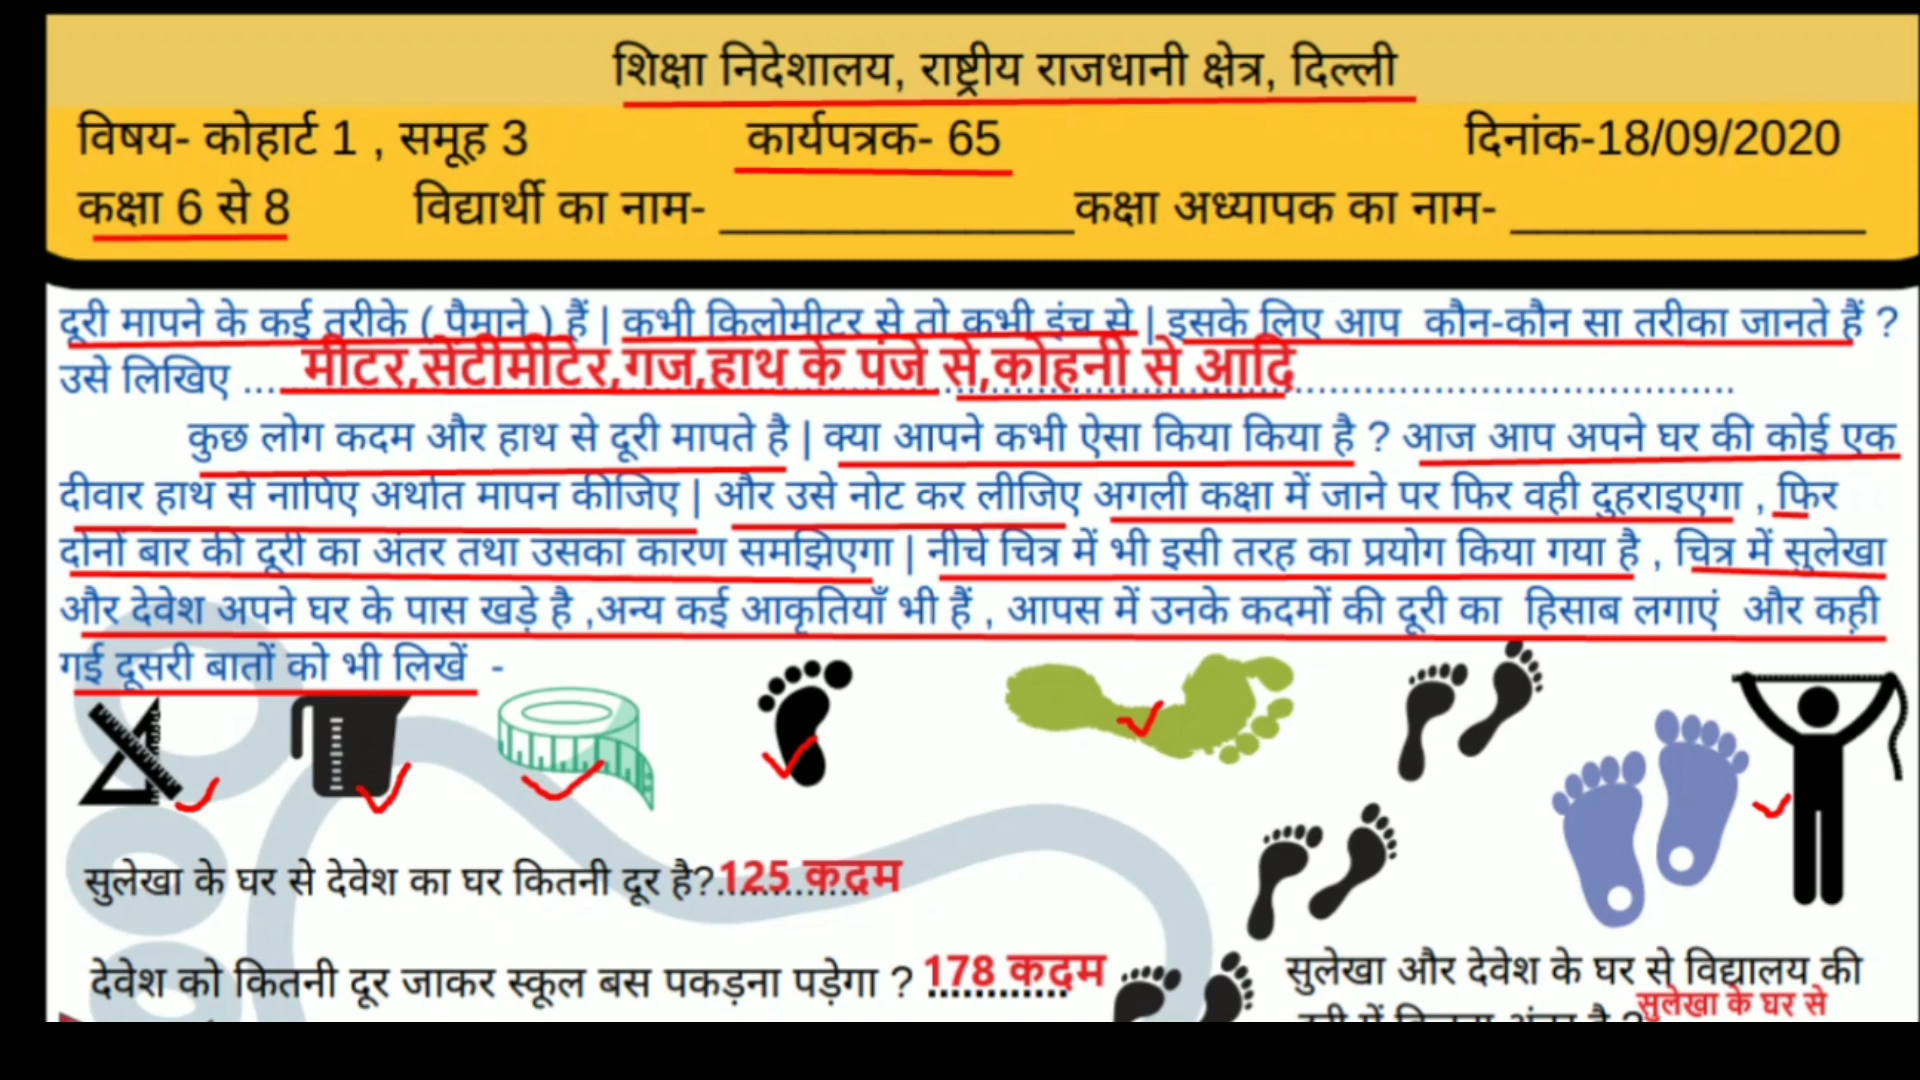 शिक्षा निदेशालय, राष्ट्रीय राजधानी क्षेत्र, दिल्ली
विषय- कोहार्ट 1 , समूह 3 कार्यपत्रक- 65 दिनांक-18/09/2020
कक्षा 6 से 8 विद्यार्थी का नाम- ______________कक्षा अध्यापक का नाम- ______________
दूरी मापने के कई तरीके ( पैमाने ) हैं | कभी किलोमीटर से तो कभी इंच से | इसके लिए आप कौन-कौन सा तरीका जानते हैं ?
उसे लिखिए ... मीटर,सेंटीमीटर,गज,हाथ के पंजे से,कोहनी से आदि
कुछ लोग कदम और हाथ से दूरी मापते है | क्या आपने कभी ऐसा किया किया है ? आज आप अपने घर की कोई एक
दीवार हाथ से नापिए अर्थात मापन कीजिए | और उसे नोट कर लीजिए अगली कक्षा में जाने पर फिर वही दुहराइएगा , फिर
दोनों बार की दूरी का अंतर तथा उसका कारण समझिएगा | नीचे चित्र में भी इसी तरह का प्रयोग किया गया है , चित्र में सुलेखा
और देवेश अपने घर के पास खड़े है ,अन्य कई आकृतियाँ भी हैं , आपस में उनके कदमों की दूरी का हिसाब लगाएं और कही
गई दूसरी बातों को भी लिखें -
सुलेखा के घर से देवेश का घर कितनी दूर है?125 कदम
देवेश को कितनी दूर जाकर स्कूल बस पकड़ना पड़ेगा ? 178 कदम
सुलेखा और देवेश के घर से विद्यालय की
सुलेखा के घर से